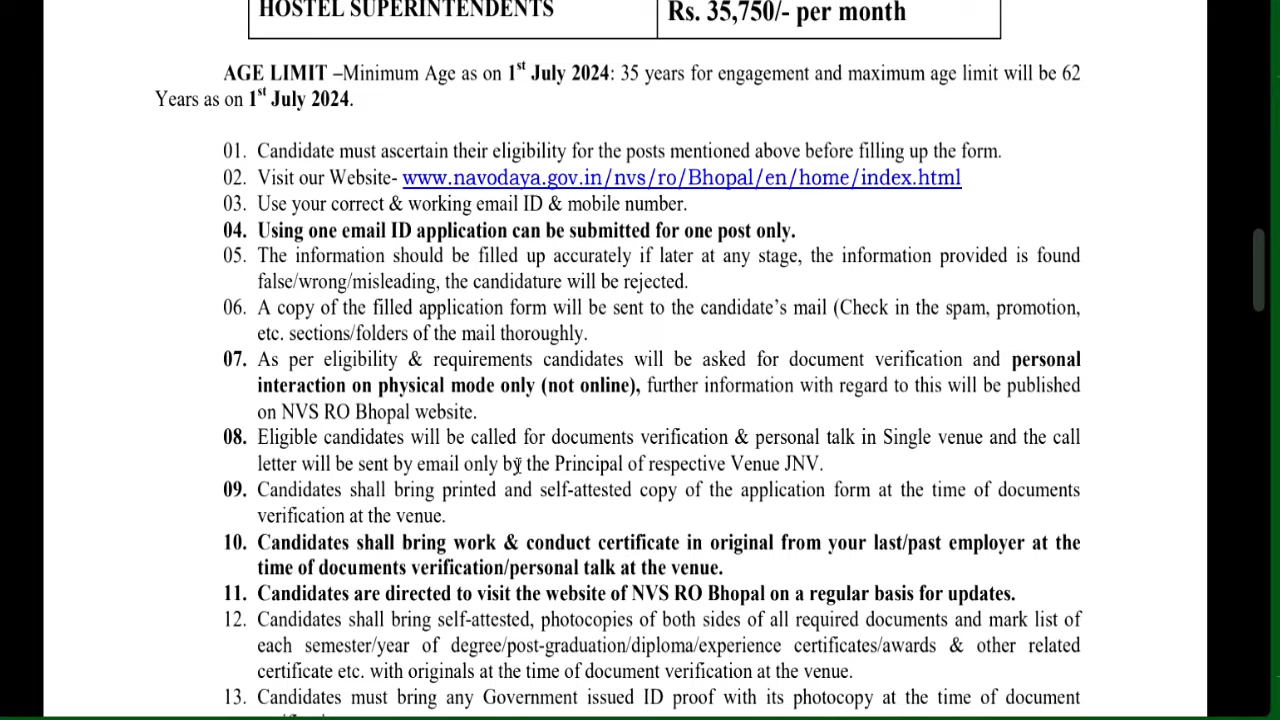 HOSTEL SUPERINTENDENTS
Rs. 35,750/- per month
AGE LIMIT –Minimum Age as on 1st July 2024: 35 years for engagement and maximum age limit will be 62
Years as on 1st July 2024.
01. Candidate must ascertain their eligibility for the posts mentioned above before filling up the form.
02. Visit our Website- www.navodaya.gov.in/nvs/ro/Bhopal/en/home/index.html
03. Use your correct & working email ID & mobile number.
04. Using one email ID application can be submitted for one post only.
05. The information should be filled up accurately if later at any stage, the information provided is found
false/wrong/misleading, the candidature will be rejected.
06. A copy of the filled application form will be sent to the candidate’s mail (Check in the spam, promotion,
etc. sections/folders of the mail thoroughly.
07. As per eligibility & requirements candidates will be asked for document verification and personal
interaction on physical mode only (not online), further information with regard to this will be published
on NVS RO Bhopal website.
08. Eligible candidates will be called for documents verification & personal talk in Single venue and the call
letter will be sent by email only by the Principal of respective Venue JNV.
09. Candidates shall bring printed and self-attested copy of the application form at the time of documents
verification at the venue.
10. Candidates shall bring work & conduct certificate in original from your last/past employer at the
time of documents verification/personal talk at the venue.
11. Candidates are directed to visit the website of NVS RO Bhopal on a regular basis for updates.
12. Candidates shall bring self-attested, photocopies of both sides of all required documents and mark list of
each semester/year of degree/post-graduation/diploma/experience certificates/awards & other related
certificate etc. with originals at the time of document verification at the venue.
13. Candidates must bring any Government issued ID proof with its photocopy at the time of document